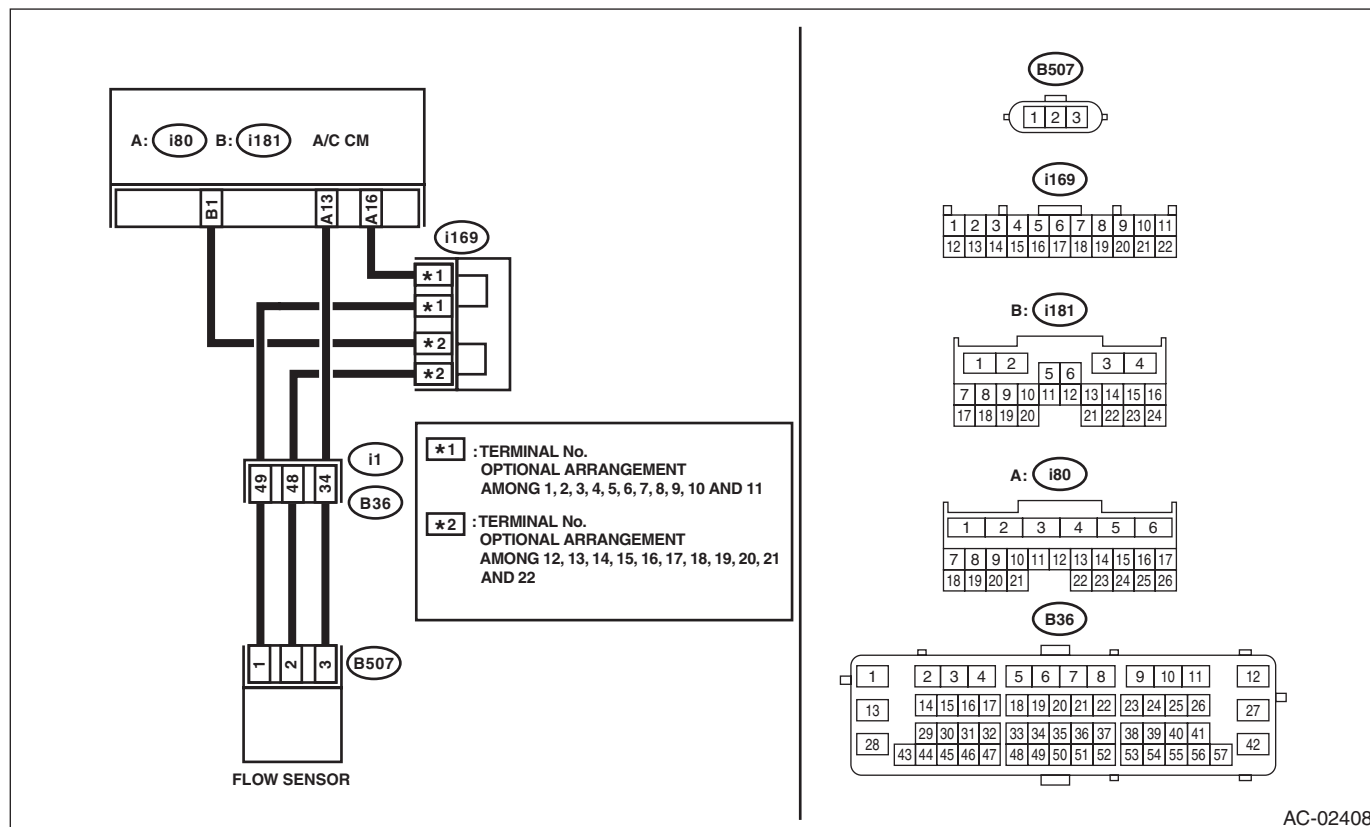 A: i80 B: i181 A/C CM
B1 A13 A16
i169
*1
*1
*2
*2
*1 : TERMINAL No.
OPTIONAL ARRANGEMENT
AMONG 1, 2, 3, 4, 5, 6, 7, 8, 9, 10 AND 11
*2 : TERMINAL No.
OPTIONAL ARRANGEMENT
AMONG 12, 13, 14, 15, 16, 17, 18, 19, 20, 21
AND 22
i1
49 48 34
B36
1 2 3
B507
FLOW SENSOR
B507
1 2 3
i169
1 2 3 4 5 6 7 8 9 10 11
12 13 14 15 16 17 18 19 20 21 22
B: i181
1 2 3 4
5 6
7 8 9 10 11 12 13 14 15 16
17 18 19 20 21 22 23 24
A: i80
1 2 3 4 5 6
7 8 9 10 11 12 13 14 15 16 17
18 19 20 21 22 23 24 25 26
B36
1 2 3 4 5 6 7 8 9 10 11 12
13 14 15 16 17 18 19 20 21 22 23 24 25 26 27
28 29 30 31 32 33 34 35 36 37 38 39 40 41 42
43 44 45 46 47 48 49 50 51 52 53 54 55 56 57
AC-02408